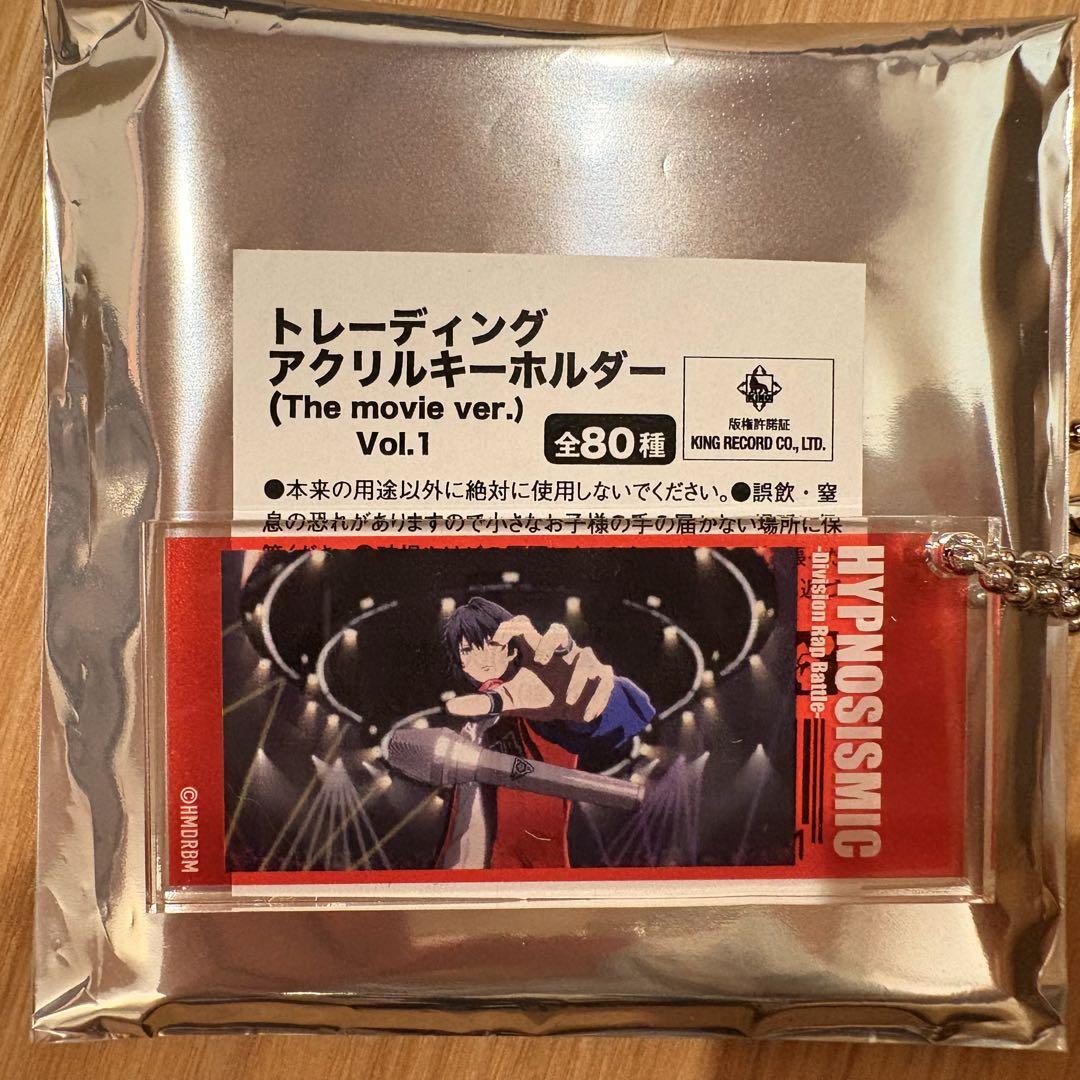 トレーディング
アクリルキーホルダー
(The movie ver.)
Vol.1
全80種
KING
版権許諾証
KING RECORD CO., LTD.
●本来の用途以外に絶対に使用しないでください。●誤飲・窒
息の恐れがありますので小さなお子様の手の届かない場所に保
HYPNOSISMIC
-Division Rap Battle-
©HMDRBM